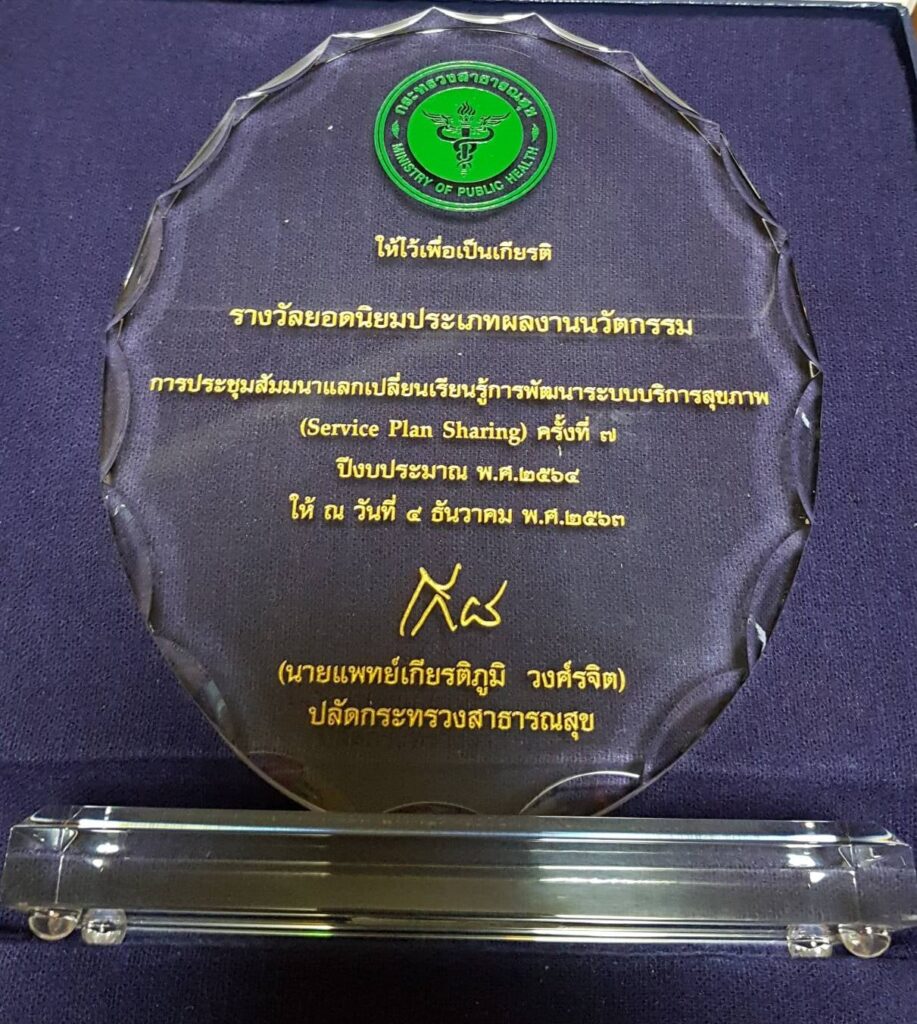 กระทรวงสาธารณสุข
MINISTRY OF PUBLIC HEALTH
ให้ไว้เพื่อเป็นเกียรติ
รางวัลยอดนิยมประเภทผลงานนวัตกรรม
การประชุมสัมมนาแลกเปลี่ยนเรียนรู้การพัฒนาระบบบริการสุขภาพ
(Service Plan Sharing) ครั้งที่ ๗
ปีงบประมาณ พ.ศ.๒๕๖๔
ให้ ณ วันที่ ๔ ธันวาคม พ.ศ.๒๕๖๓
(นายแพทย์เกียรติภูมิ วงศ์รจิต)
ปลัดกระทรวงสาธารณสุข